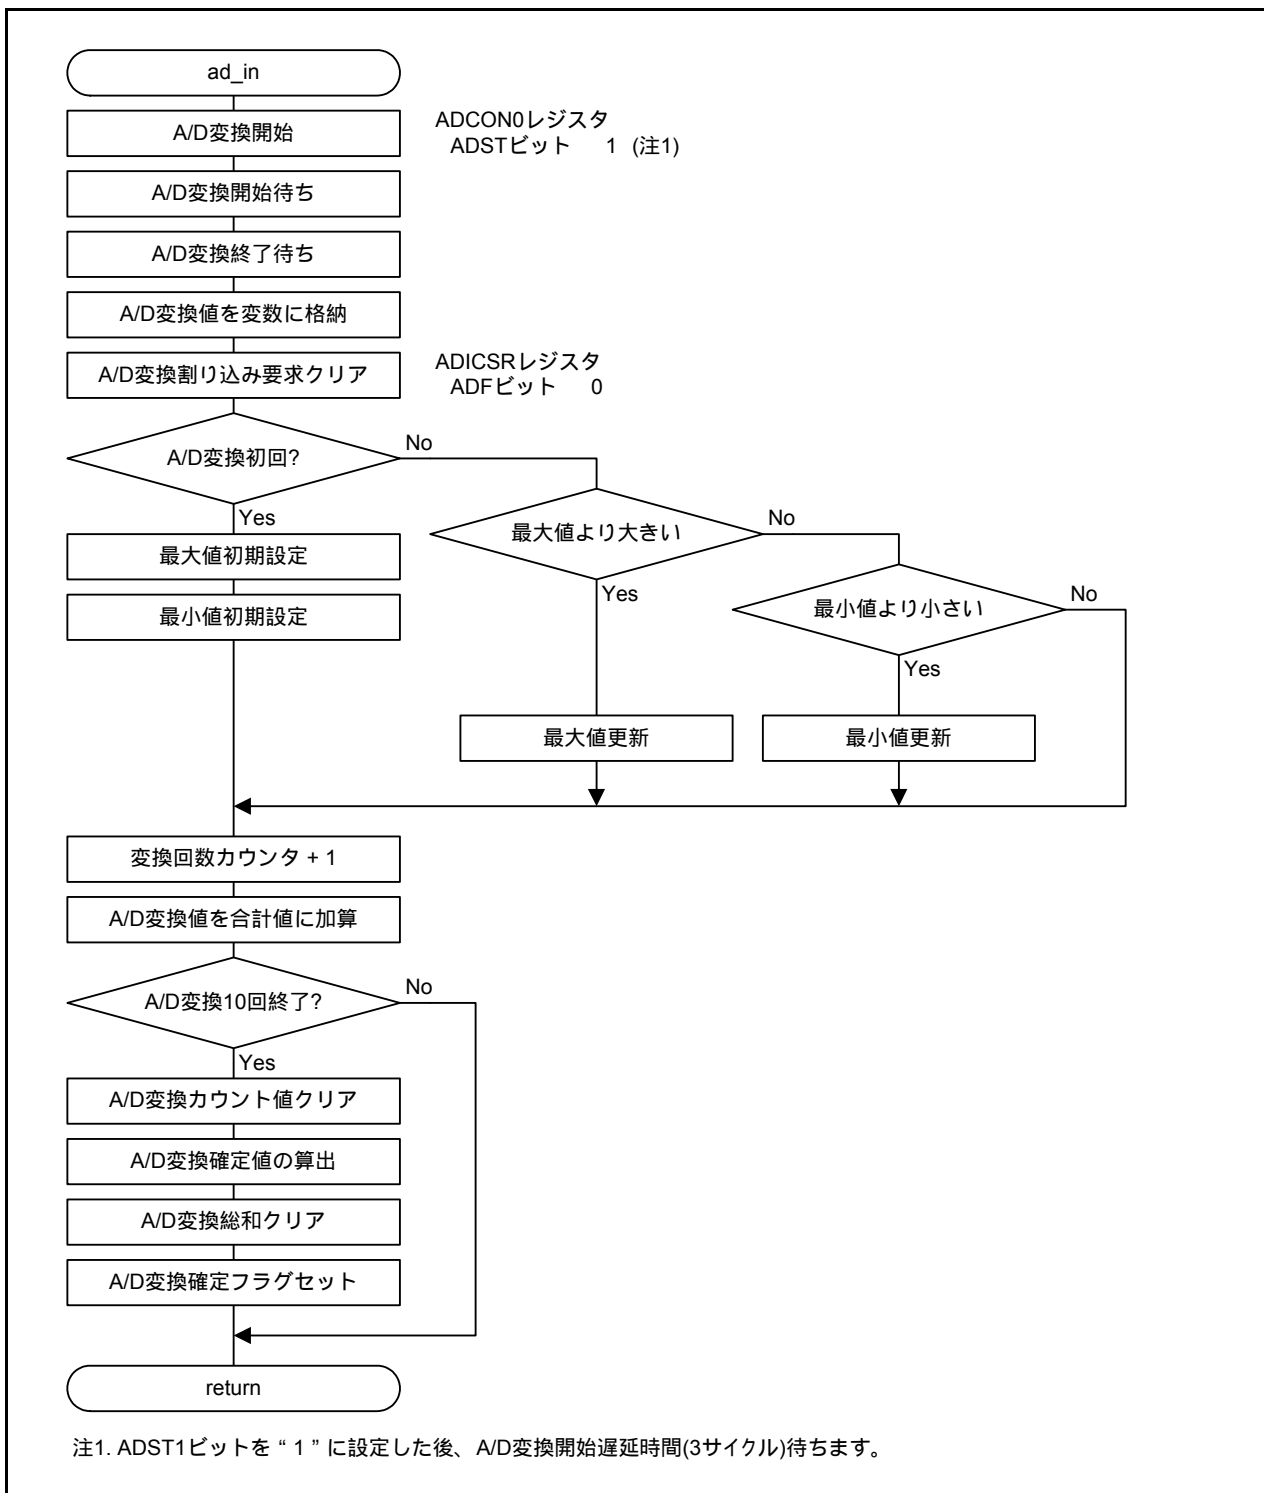 ad_in
A/D変換開始
ADCON0レジスタ
ADSTビット 1 (注1)
A/D変換開始待ち
A/D変換終了待ち
A/D変換値を変数に格納
A/D変換割り込み要求クリア
ADICSRレジスタ
ADFビット 0
A/D変換初回?
No
Yes
最大値より大きい
No
Yes
最小値より小さい
No
Yes
最大値初期設定
最小値初期設定
最大値更新
最小値更新
変換回数カウンタ + 1
A/D変換値を合計値に加算
A/D変換10回終了?
No
Yes
A/D変換カウント値クリア
A/D変換確定値の算出
A/D変換総和クリア
A/D変換確定フラグセット
return
注1. ADST1ビットを “ 1 ” に設定した後、A/D変換開始遅延時間(3サイクル)待ちます。